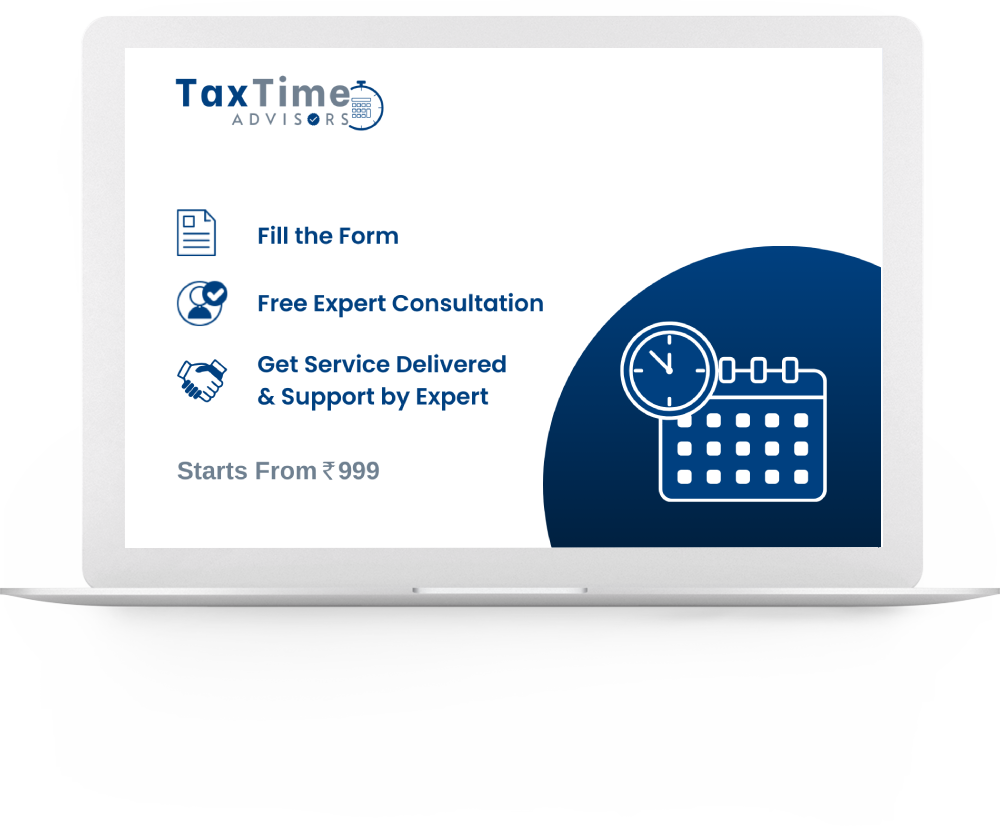 TaxTime
ADVISORS
Fill the Form
Free Expert Consultation
Get Service Delivered
& Support by Expert
Starts From ₹999